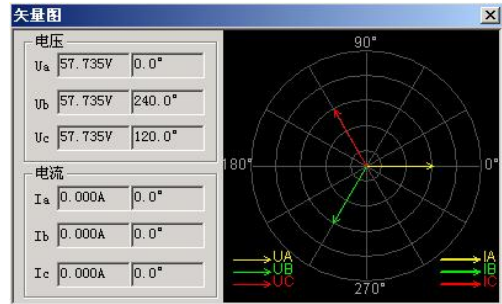 矢量图
电压
Ua 57.735V 0.0°
Ub 57.735V 240.0°
Uc 57.735V 120.0°
电流
Ia 0.000A 0.0°
Ib 0.000A 0.0°
Ic 0.000A 0.0°
90°
180°
0°
270°
UA
UB
UC
IA
IB
IC